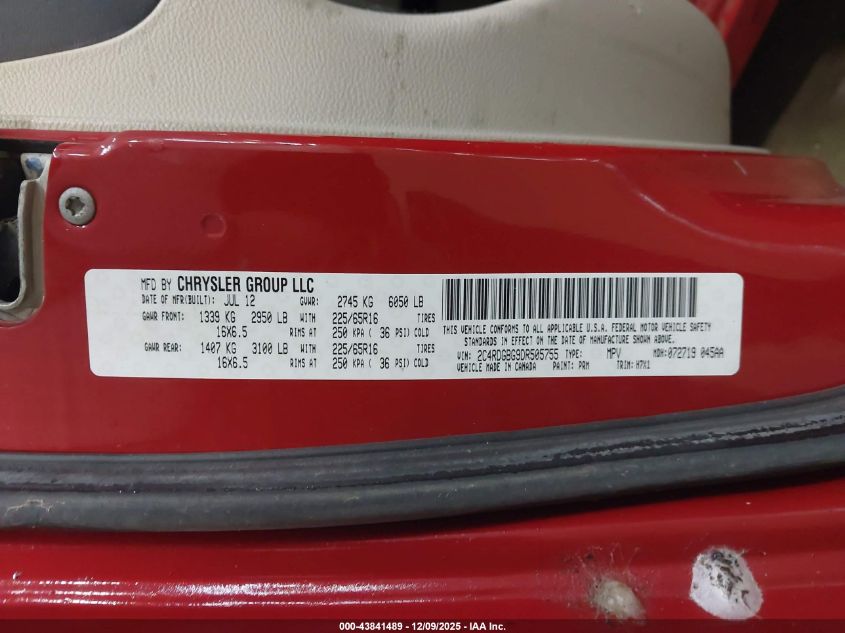 MFD BY CHRYSLER GROUP LLC
DATE OF MFR(BUILT): JUL 12 GVWR: 2745 KG 6050 LB
GAWR FRONT: 1339 KG 2950 LB WITH 225/65R16 TIRES
16X6.5 RIMS AT 250 KPA ( 36 PSI) COLD
GAWR REAR: 1407 KG 3100 LB WITH 225/65R16 TIRES
16X6.5 RIMS AT 250 KPA ( 36 PSI) COLD
THIS VEHICLE CONFORMS TO ALL APPLICABLE U.S.A. FEDERAL MOTOR VEHICLE SAFETY
STANDARDS IN EFFECT ON THE DATE OF MANUFACTURE SHOWN ABOVE.
VIN: 2C4RDGBG9DR505755 TYPE: MPV MDH: 072719 045AA
VEHICLE MADE IN CANADA PAINT: PRM TRIM: H7X1
000-43841489 - 12/09/2025 - IAA Inc.